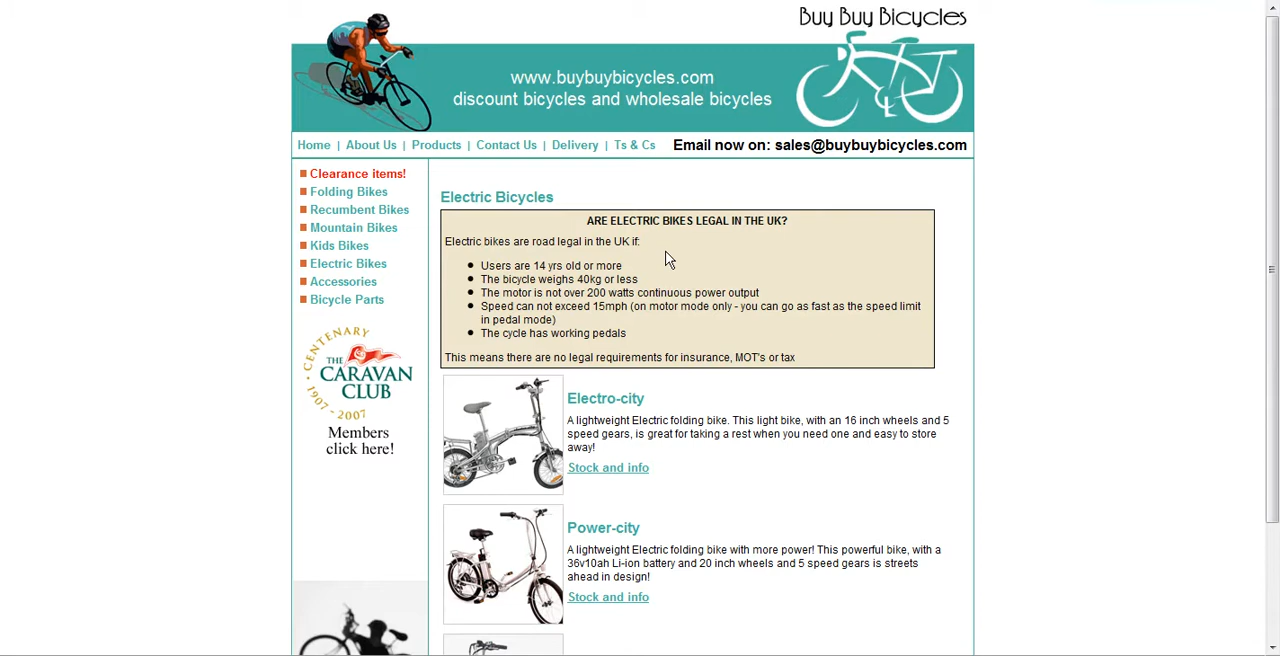 Buy Buy Bicycles
www.buybuybicycles.com
discount bicycles and wholesale bicycles
Home | About Us | Products | Contact Us | Delivery | Ts & Cs
Email now on: sales@buybuybicycles.com
Clearance items!
Folding Bikes
Recumbent Bikes
Mountain Bikes
Kids Bikes
Electric Bikes
Accessories
Bicycle Parts
CENTENARY
THE
CARAVAN
CLUB
1907 - 2007
Members
click here!
Electric Bicycles
ARE ELECTRIC BIKES LEGAL IN THE UK?
Electric bikes are road legal in the UK if:
Users are 14 yrs old or more
The bicycle weighs 40kg or less
The motor is not over 200 watts continuous power output
Speed can not exceed 15mph (on motor mode only - you can go as fast as the speed limit
in pedal mode)
The cycle has working pedals
This means there are no legal requirements for insurance, MOT's or tax
Electro-city
A lightweight Electric folding bike. This light bike, with an 16 inch wheels and 5
speed gears, is great for taking a rest when you need one and easy to store
away!
Stock and info
Power-city
A lightweight Electric folding bike with more power! This powerful bike, with a
36v10ah Li-ion battery and 20 inch wheels and 5 speed gears is streets
ahead in design!
Stock and info